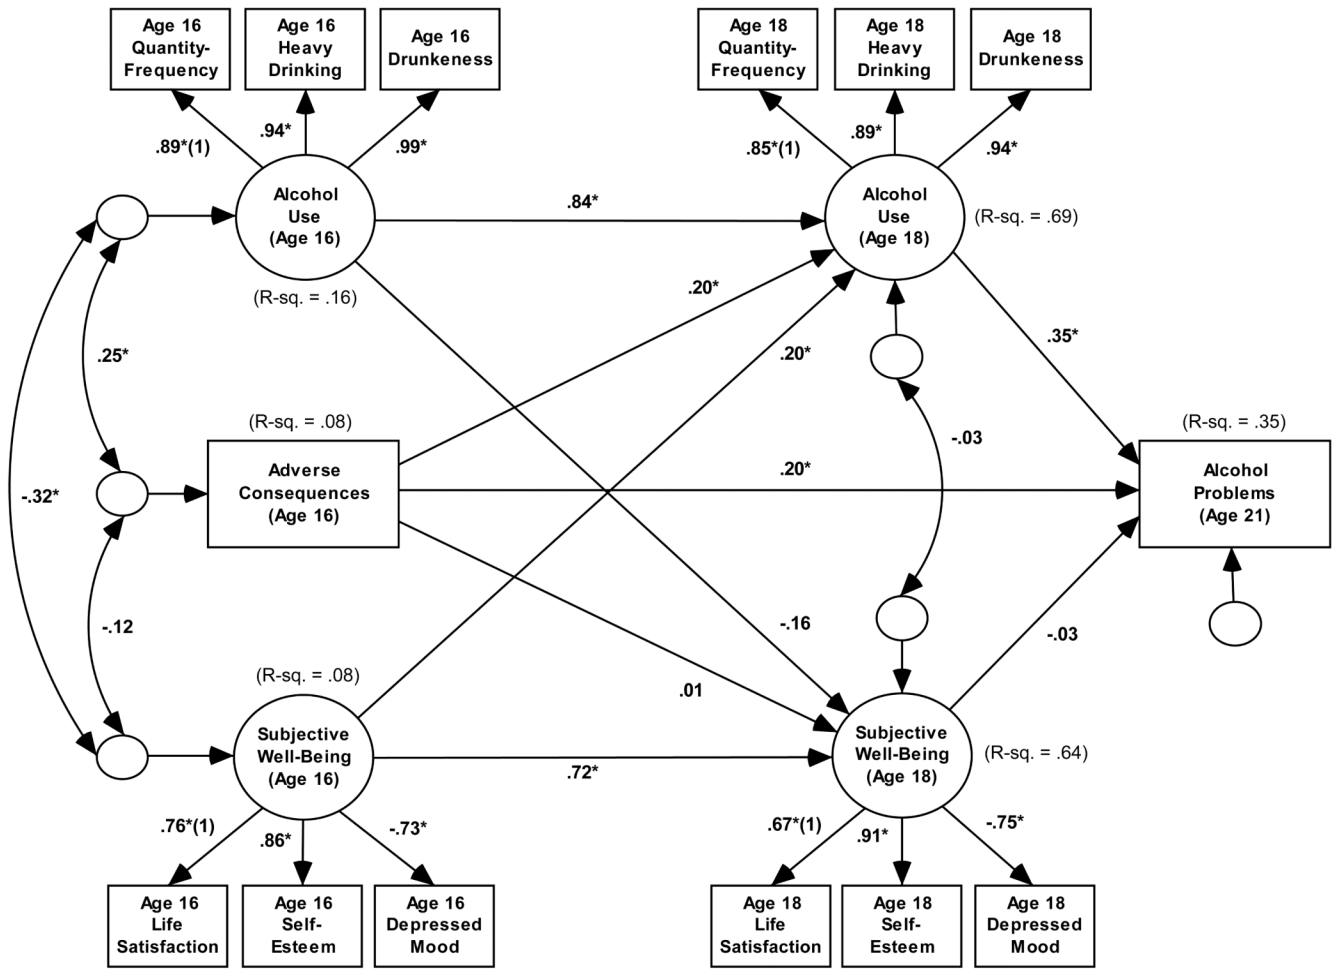 Age 16
Quantity-
Frequency
Age 16
Heavy
Drinking
Age 16
Drunkeness
Age 18
Quantity-
Frequency
Age 18
Heavy
Drinking
Age 18
Drunkeness
.89*(1)
.94*
.99*
.85*(1)
.89*
.94*
Alcohol
Use
(Age 16)
.84*
Alcohol
Use
(Age 18)
(R-sq. = .69)
(R-sq. = .16)
.20*
.25*
.20*
.35*
(R-sq. = .08)
-.03
(R-sq. = .35)
-.32*
Adverse
Consequences
(Age 16)
.20*
Alcohol
Problems
(Age 21)
-.12
-.16
-.03
(R-sq. = .08)
.01
Subjective
Well-Being
(Age 16)
.72*
Subjective
Well-Being
(Age 18)
(R-sq. = .64)
.76*(1)
.86*
-.73*
.67*(1)
.91*
-.75*
Age 16
Life
Satisfaction
Age 16
Self-
Esteem
Age 16
Depressed
Mood
Age 18
Life
Satisfaction
Age 18
Self-
Esteem
Age 18
Depressed
Mood